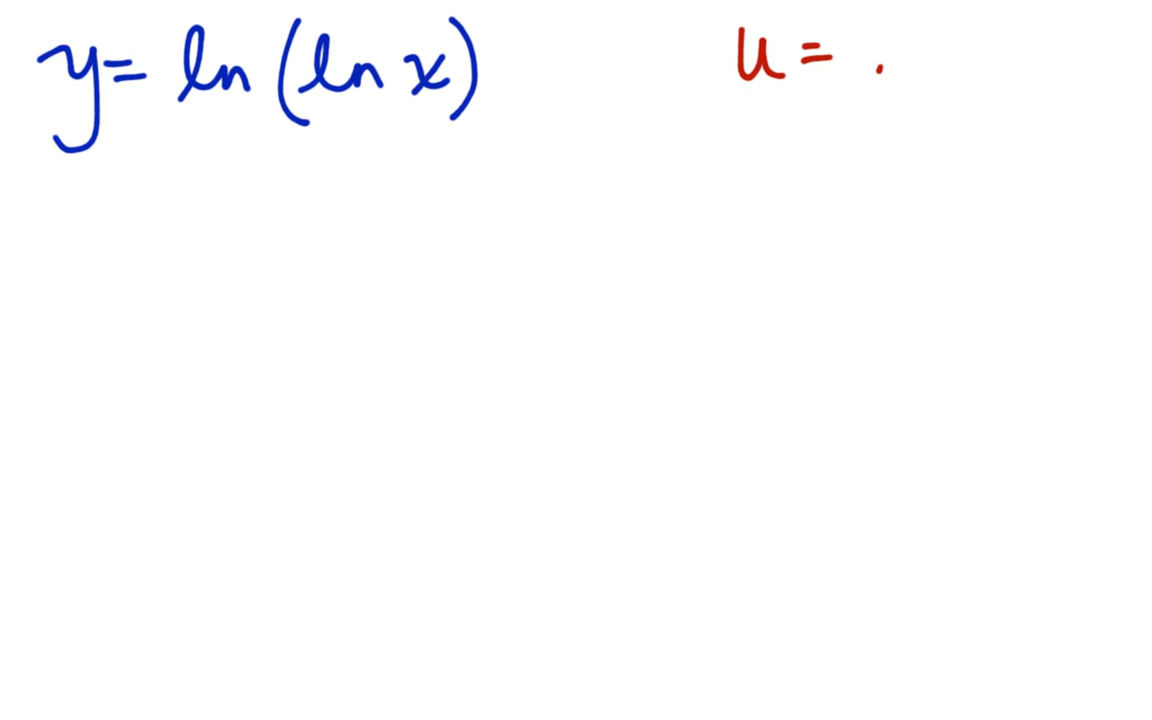 y= ln (ln x)
u= .